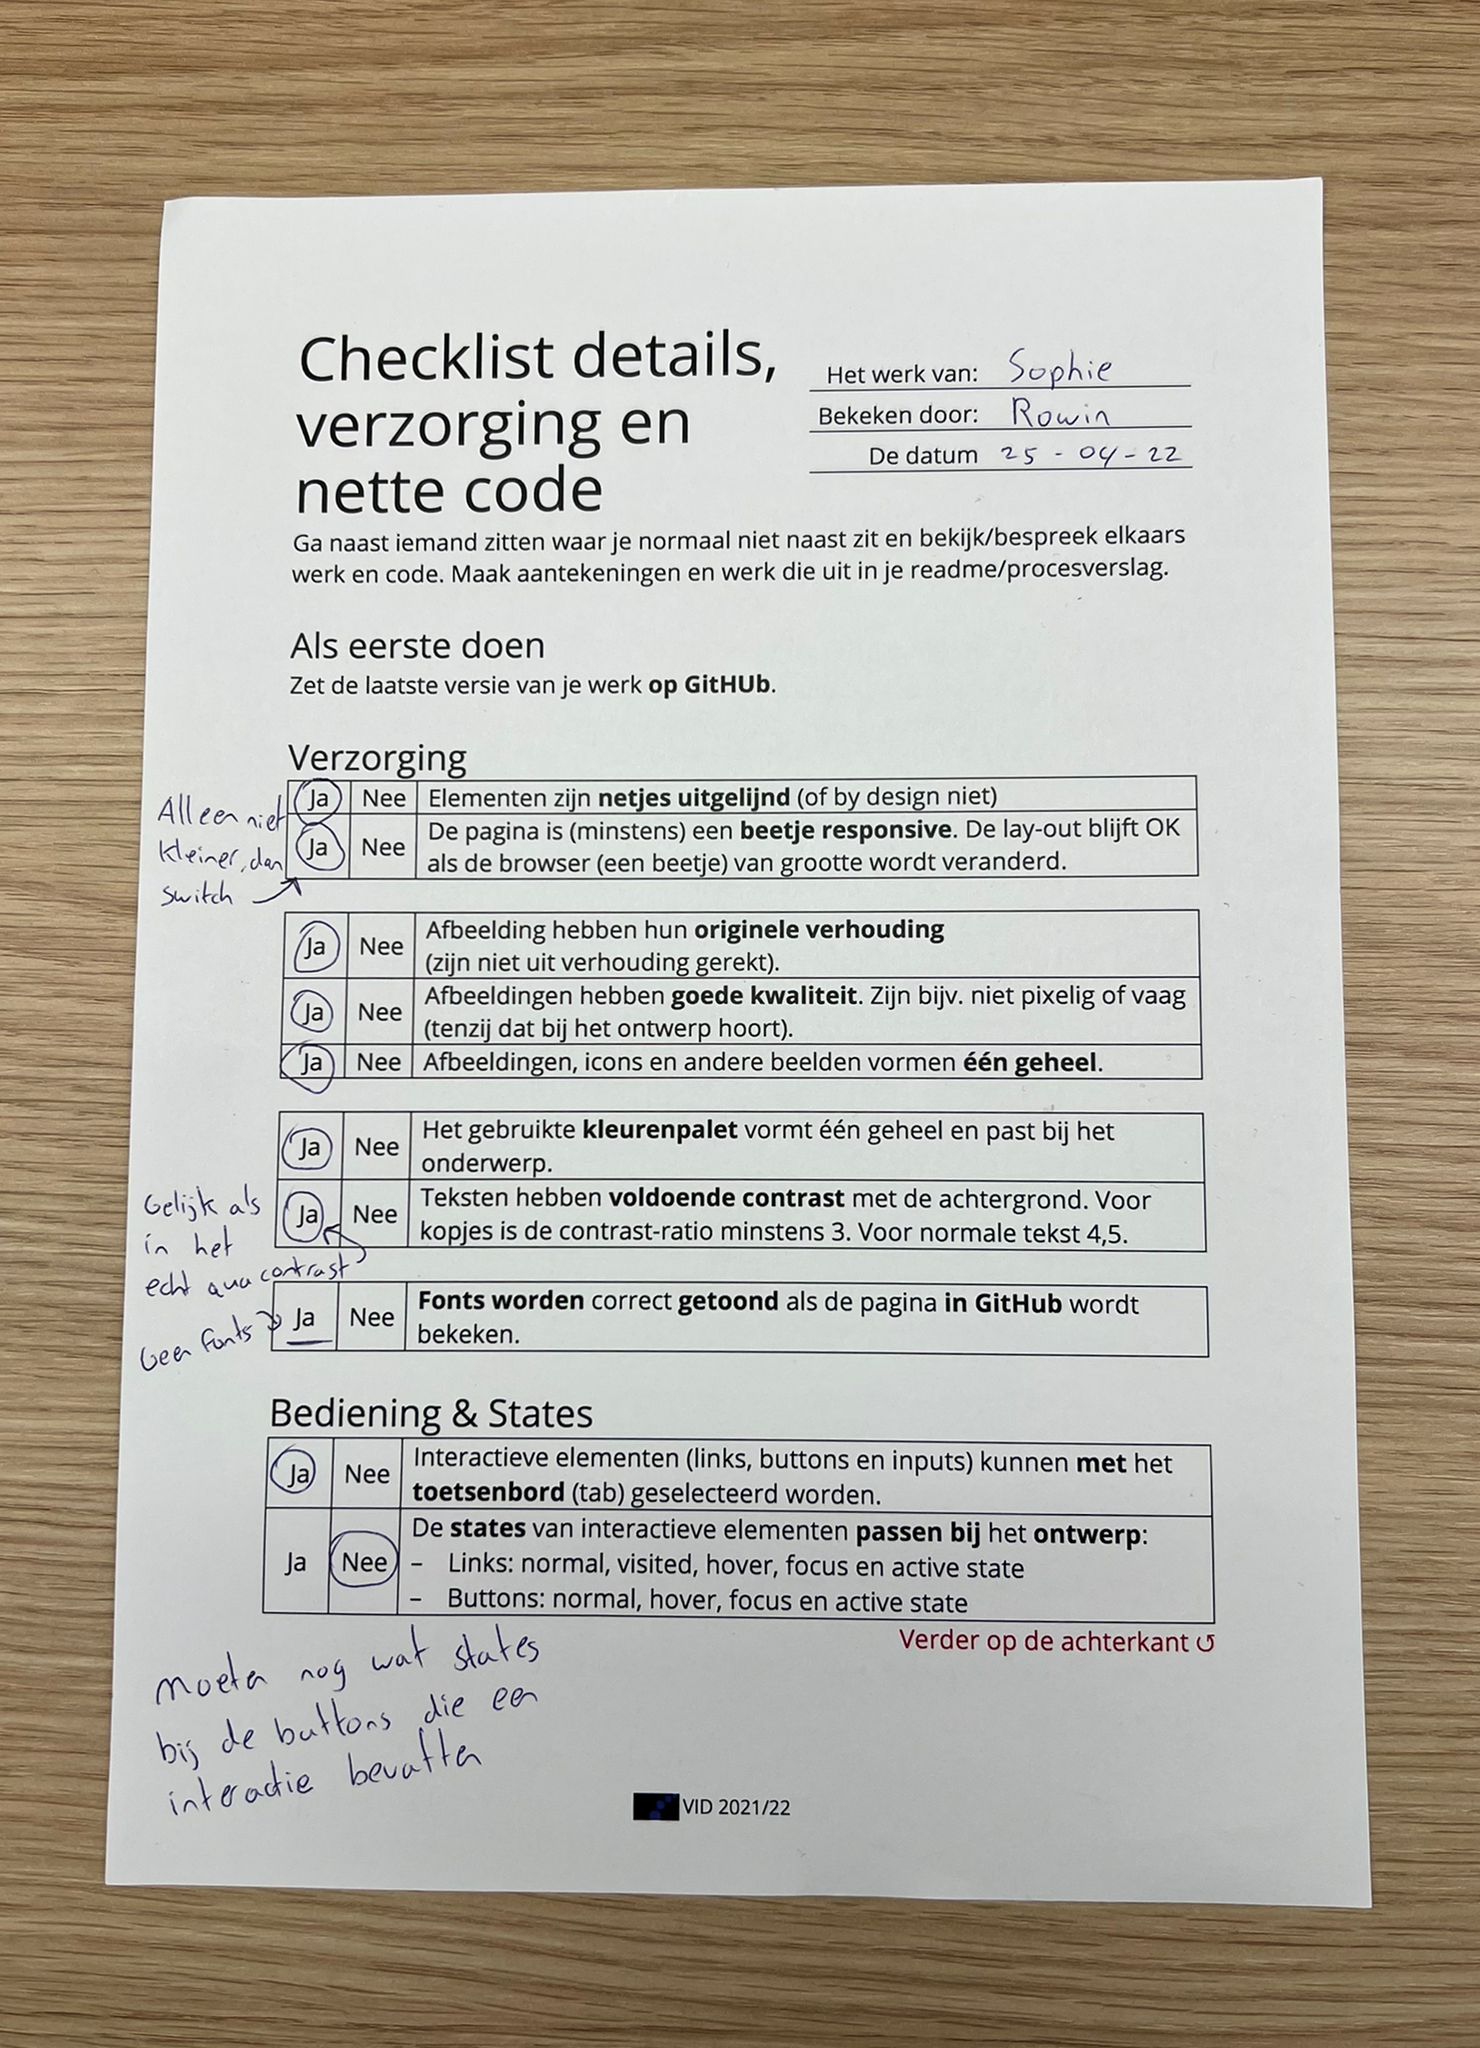 Checklist details,
verzorging en
nette code
Het werk van: Sophie
Bekeken door: Rowin
De datum 25-04-22
Ga naast iemand zitten waar je normaal niet naast zit en bekijk/bespreek elkaars
werk en code. Maak aantekeningen en werk die uit in je readme/procesverslag.
Als eerste doen
Zet de laatste versie van je werk op GitHUb.
Verzorging
Ja Nee Elementen zijn netjes uitgelijnd (of by design niet)
Alleen niet
kleiner, dan
switch
Ja Nee De pagina is (minstens) een beetje responsive. De lay-out blijft OK
als de browser (een beetje) van grootte wordt veranderd.
Ja Nee Afbeelding hebben hun originele verhouding
(zijn niet uit verhouding gerekt).
Ja Nee Afbeeldingen hebben goede kwaliteit. Zijn bijv. niet pixelig of vaag
(tenzij dat bij het ontwerp hoort).
Ja Nee Afbeeldingen, icons en andere beelden vormen één geheel.
Ja Nee Het gebruikte kleurenpalet vormt één geheel en past bij het
onderwerp.
Gelijk als
in het
echt qua contrast
Ja Nee Teksten hebben voldoende contrast met de achtergrond. Voor
kopjes is de contrast-ratio minstens 3. Voor normale tekst 4,5.
Geen fonts
Ja Nee Fonts worden correct getoond als de pagina in GitHub wordt
bekeken.
Bediening & States
Ja Nee Interactieve elementen (links, buttons en inputs) kunnen met het
toetsenbord (tab) geselecteerd worden.
Ja Nee De states van interactieve elementen passen bij het ontwerp:
– Links: normal, visited, hover, focus en active state
– Buttons: normal, hover, focus en active state
Verder op de achterkant ↺
Moeten nog wat states
bij de buttons die een
interactie bevatten
VID 2021/22